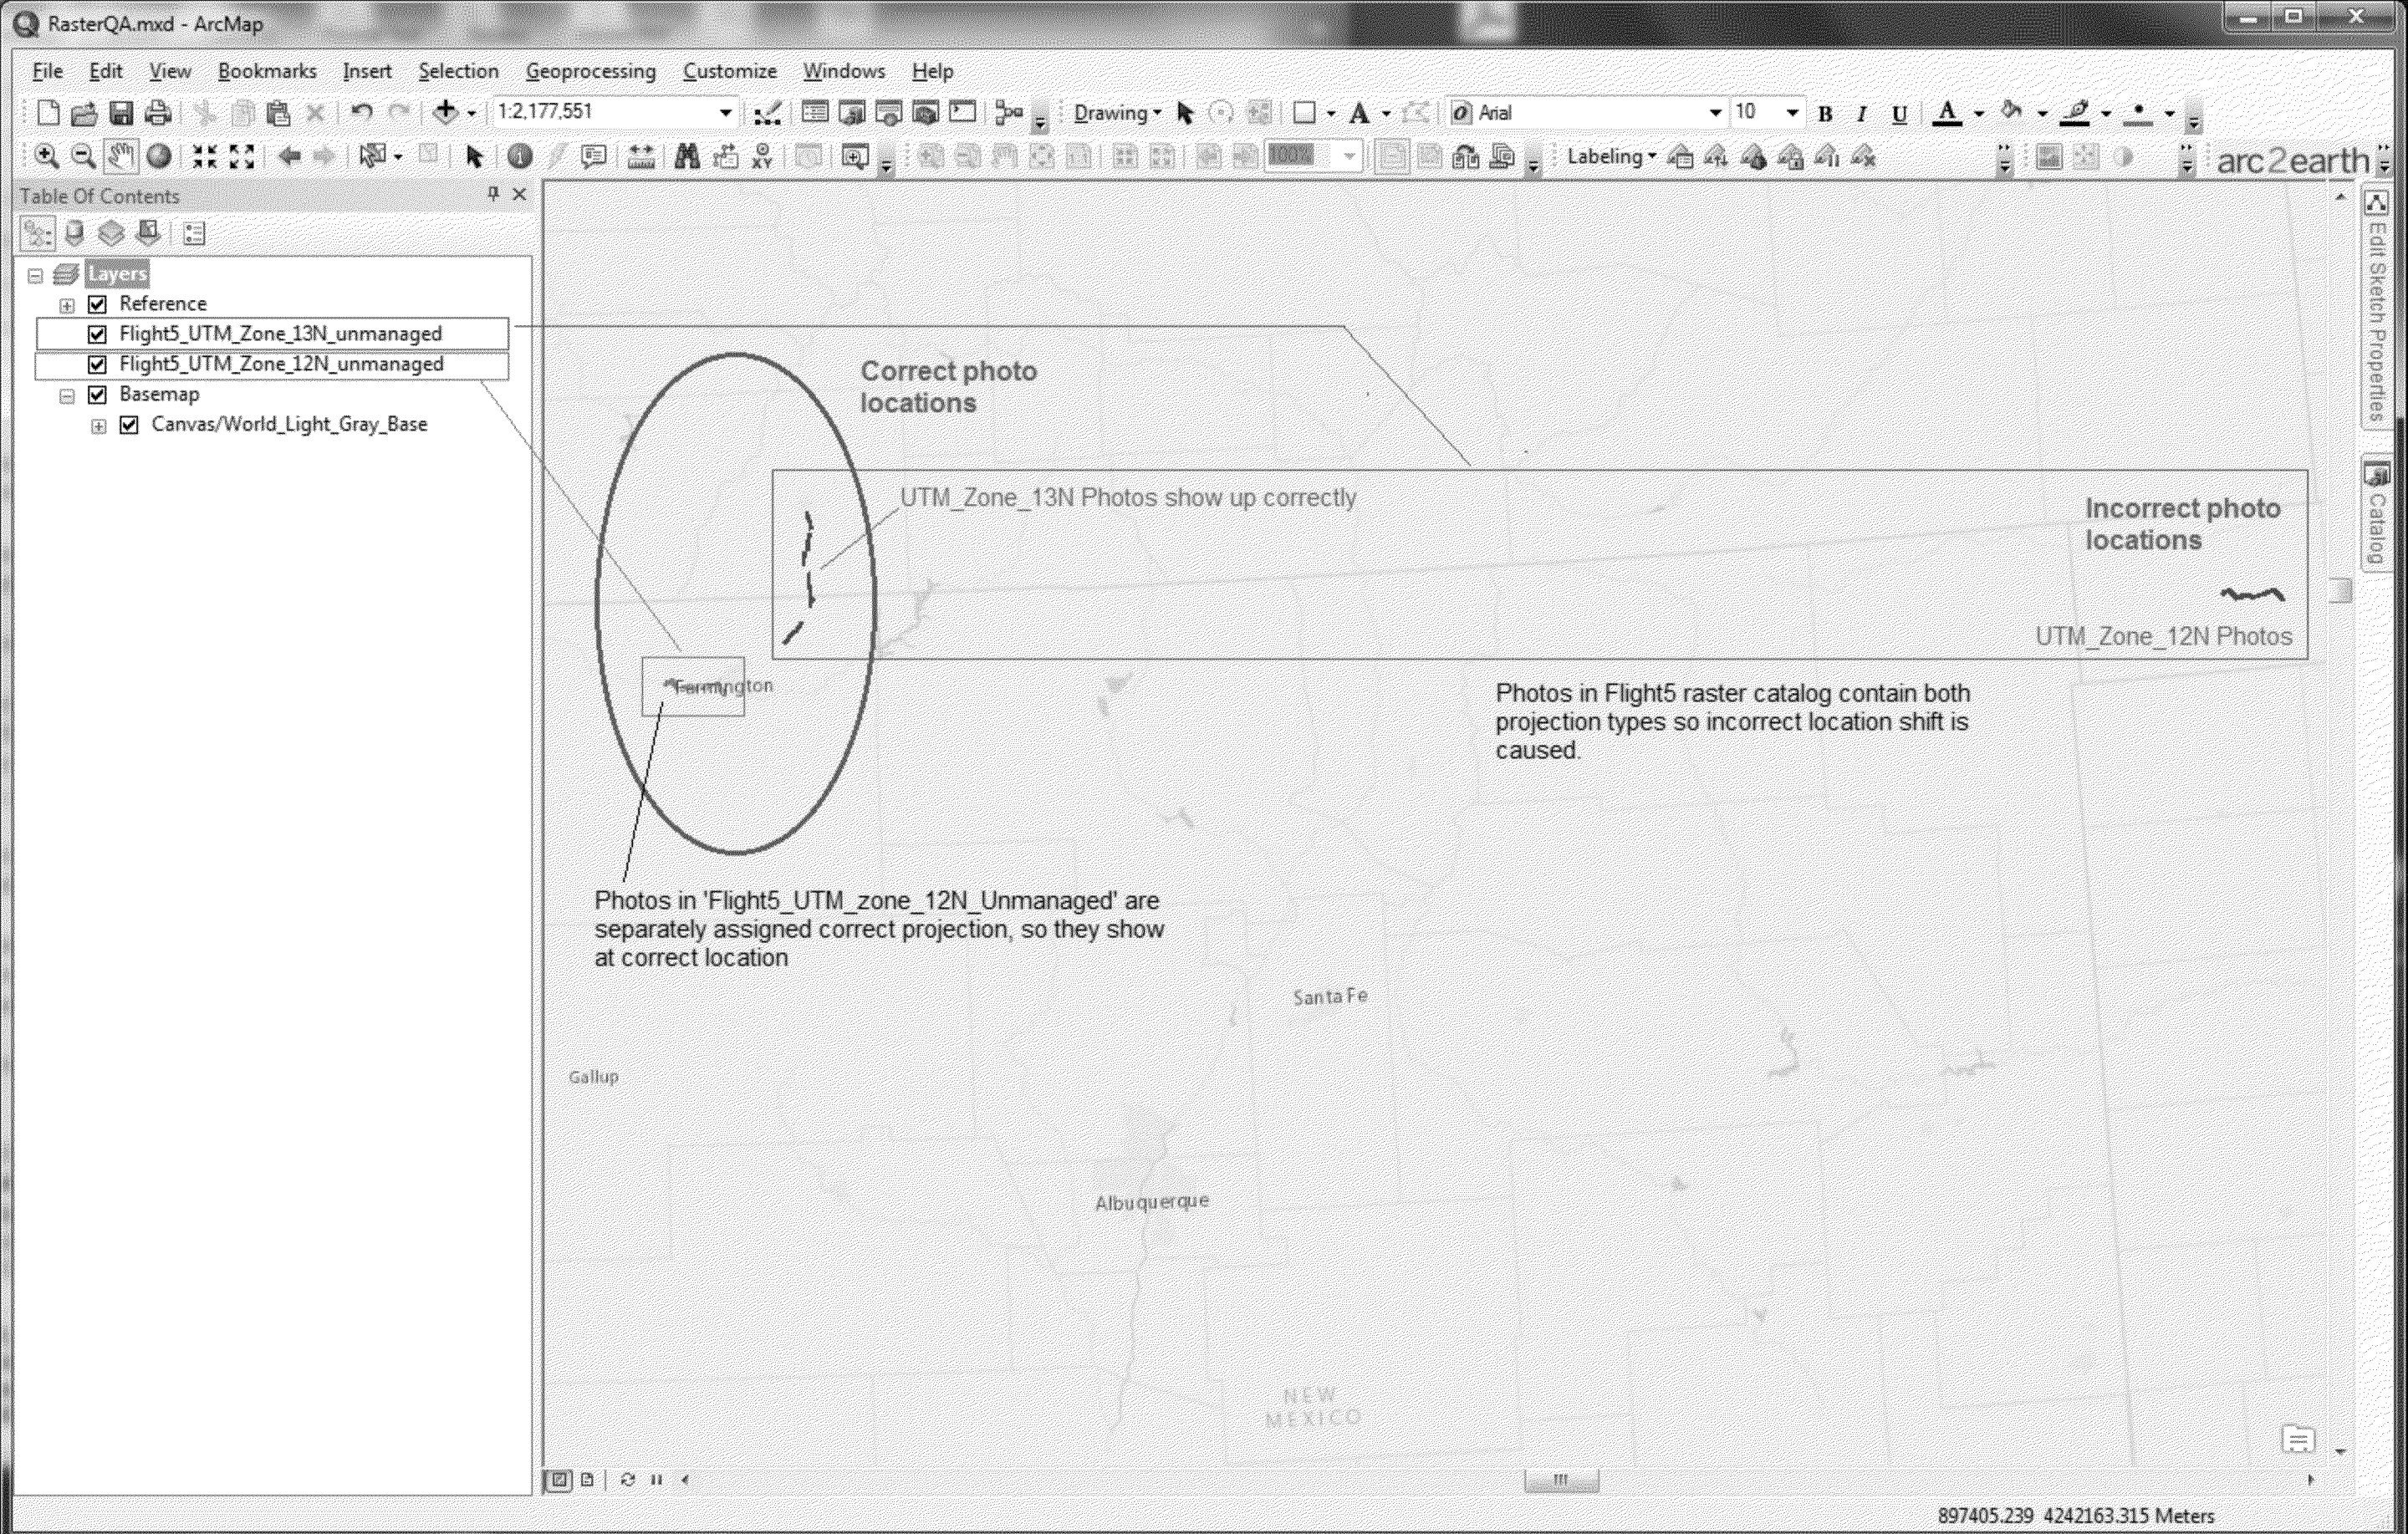 RasterQA.mxd - ArcMap
File Edit View Bookmarks Insert Selection Geoprocessing Customize Windows Help
1:2,177,551 Drawing Arial 10 B I U A
100% Labeling arc2earth
Table Of Contents
Layers
Reference
Flight5_UTM_Zone_13N_unmanaged
Flight5_UTM_Zone_12N_unmanaged
Basemap
Canvas/World_Light_Gray_Base
Correct photo
locations
UTM_Zone_13N Photos show up correctly
Incorrect photo
locations
UTM_Zone_12N Photos
Farmington
Photos in Flight5 raster catalog contain both
projection types so incorrect location shift is
caused.
Photos in 'Flight5_UTM_zone_12N_Unmanaged' are
separately assigned correct projection, so they show
at correct location
Santa Fe
Gallup
Albuquerque
NEW
MEXICO
Edit Sketch Properties
Catalog
897405.239 4242163.315 Meters